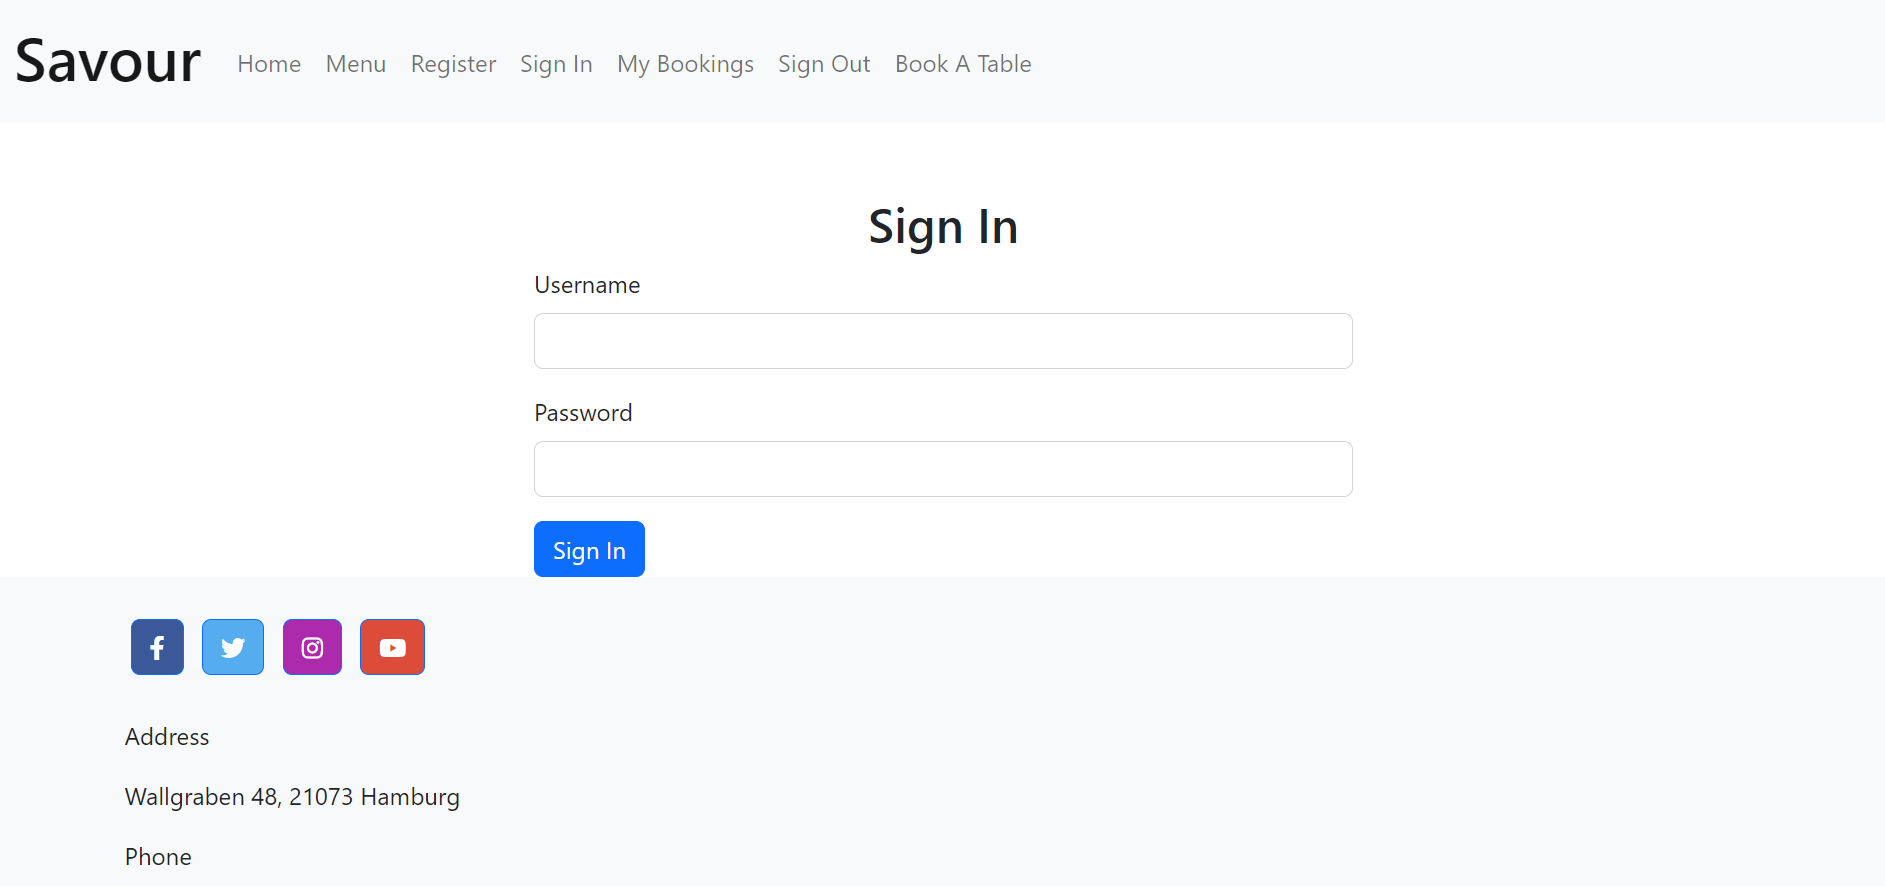 Savour Home Menu Register Sign In My Bookings Sign Out Book A Table
Sign In
Username
Password
Sign In
Address
Wallgraben 48, 21073 Hamburg
Phone